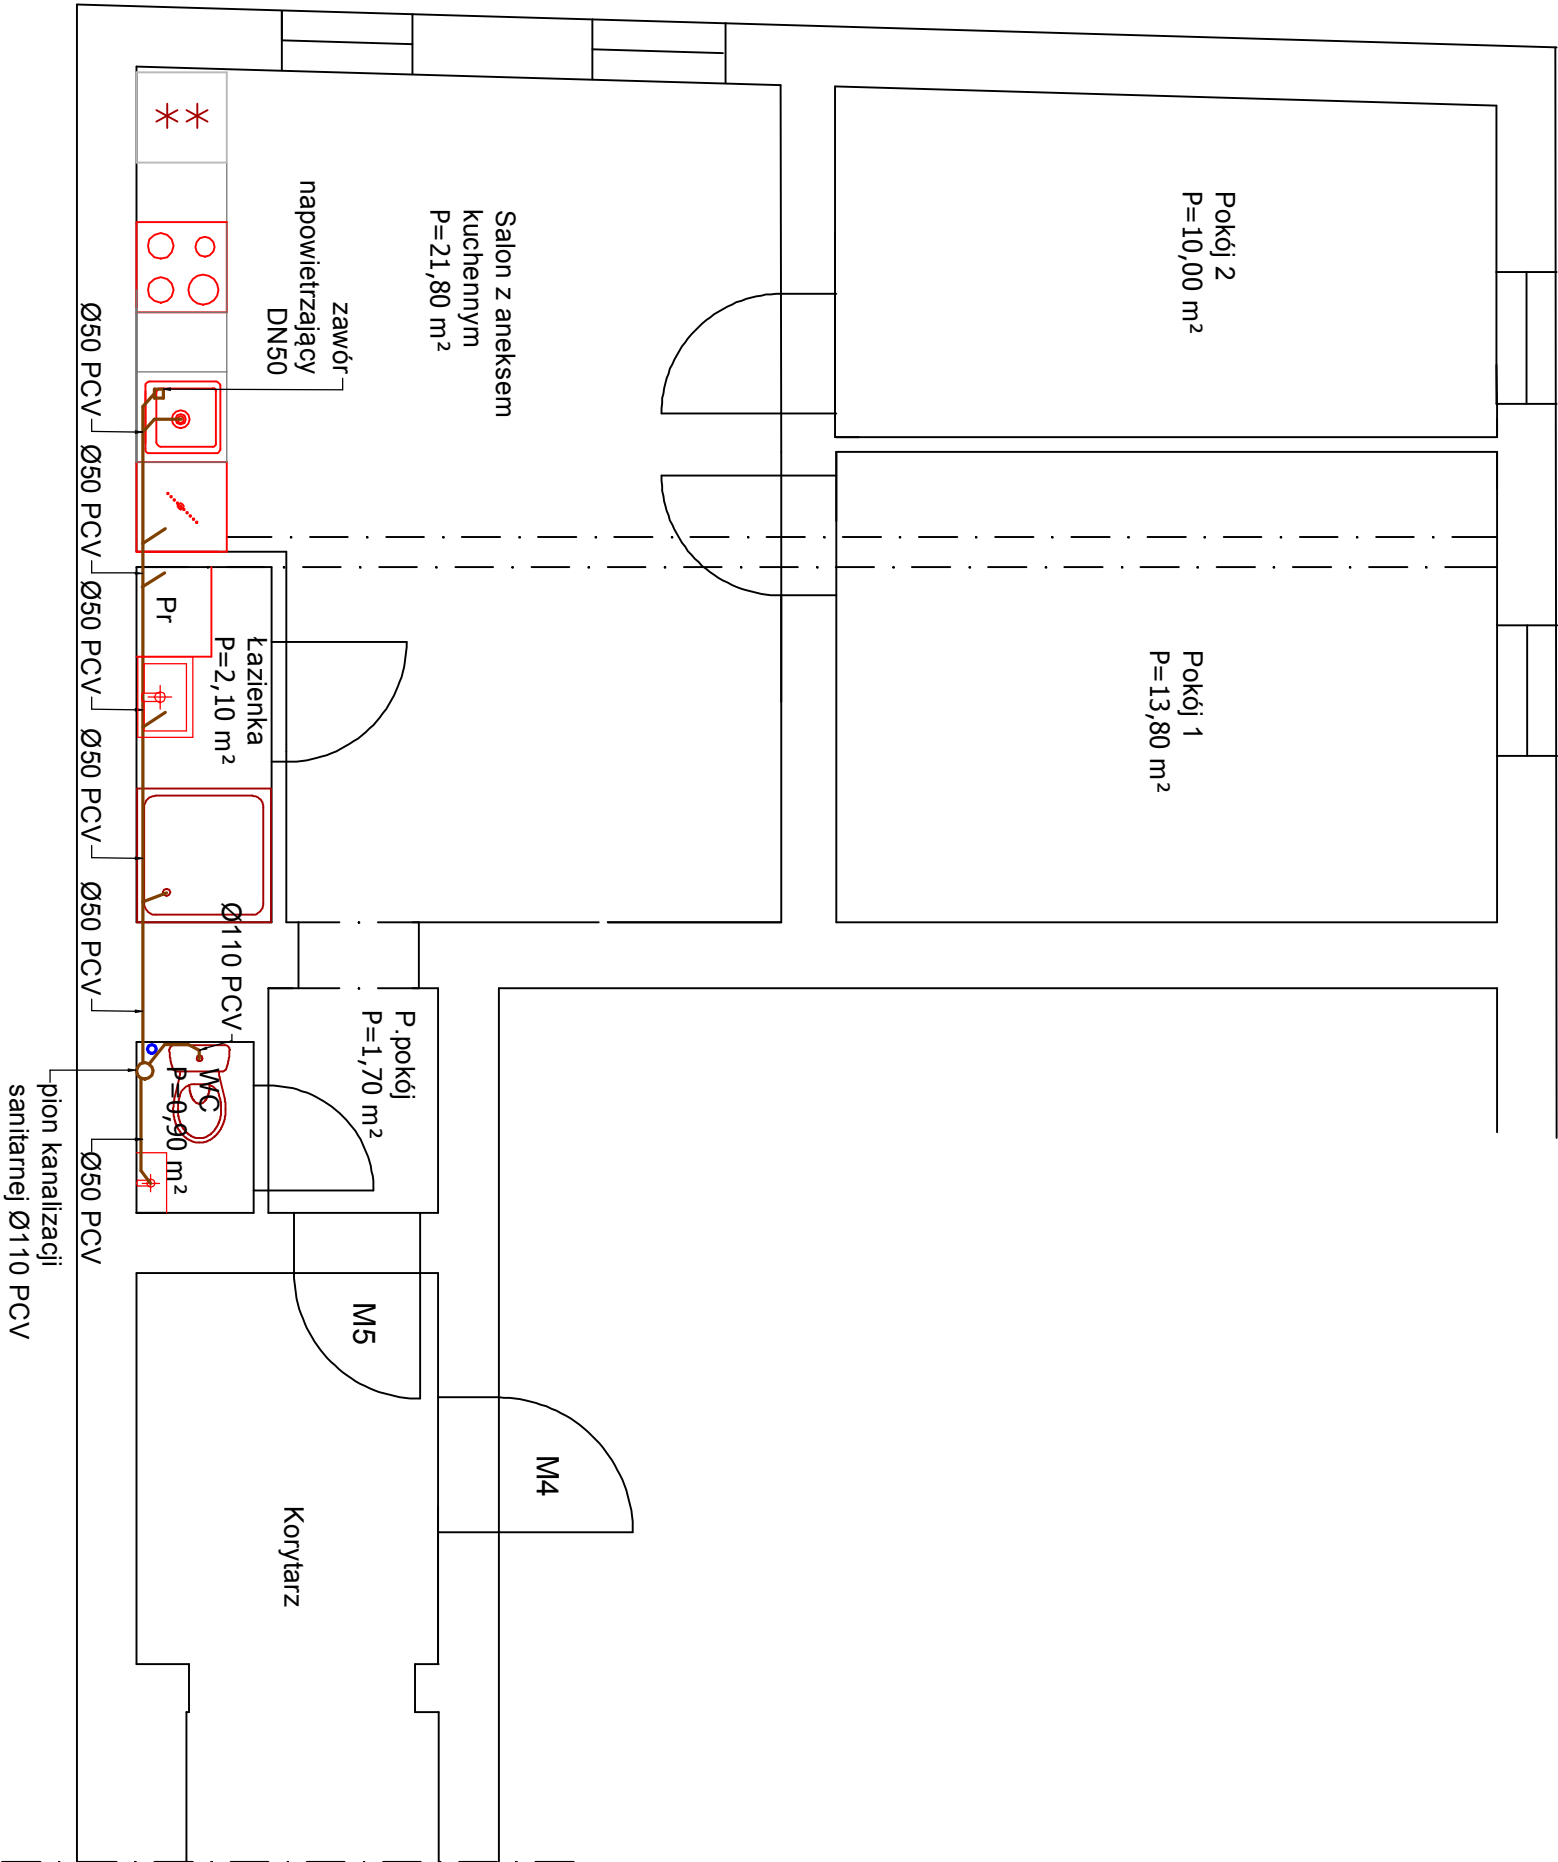 Pokój 2
P=10,00 m²
Pokój 1
P=13,80 m²
Salon z aneksem
kuchennym
P=21,80 m²
zawór
napowietrzający
DN50
Ø50 PCV
Ø50 PCV
Ø50 PCV
Ø50 PCV
Ø50 PCV
Pr
Łazienka
P=2,10 m²
Ø110 PCV
P.pokój
P=1,70 m²
WC
P=0,90 m²
Ø50 PCV
pion kanalizacji
sanitarnej Ø110 PCV
M5
M4
Korytarz